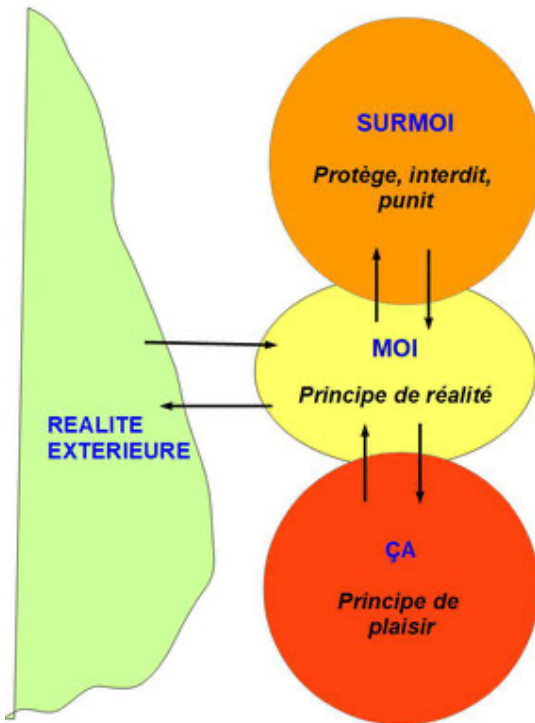 SURMOI
Protège, interdit,
punit
MOI
Principe de réalité
REALITE
EXTERIEURE
ÇA
Principe de
plaisir